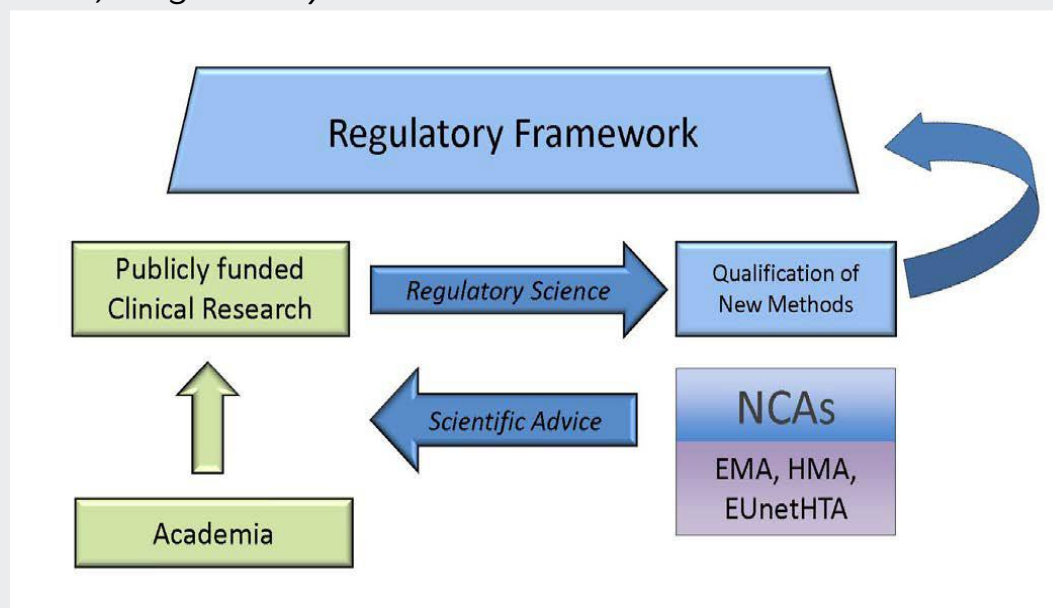 Regulatory Framework
Publicly funded
Clinical Research
Regulatory Science
Qualification of
New Methods
Scientific Advice
NCAs
EMA, HMA,
EUnetHTA
Academia